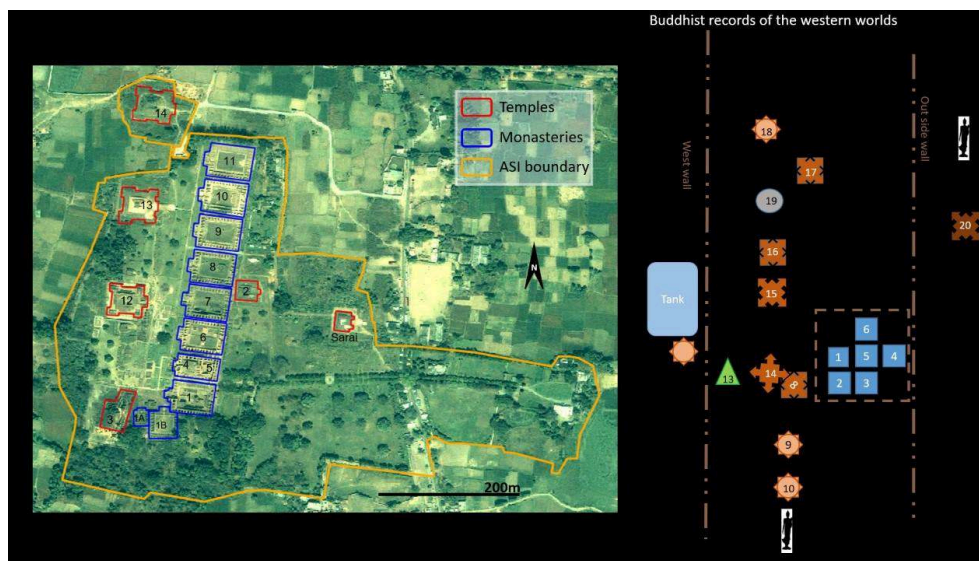 Buddhist records of the western worlds
Temples
Monasteries
ASI boundary
14
11
10
13
9
8
2
12
7
6
Sarai
4
5
1
3
1A
1B
N
200m
West wall
Out side wall
18
17
19
20
16
15
Tank
6
1
5
4
13
14
8
2
3
9
10